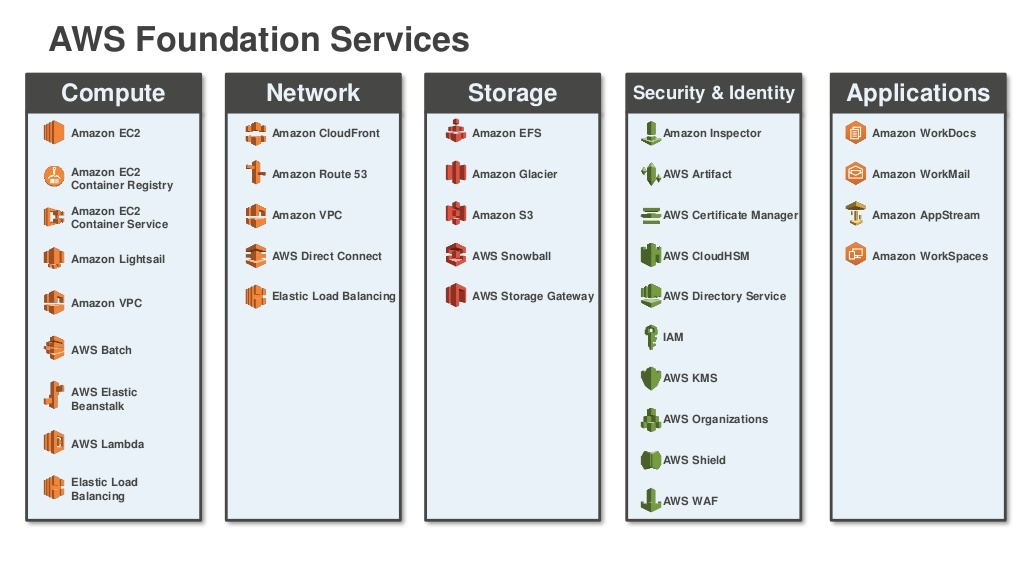 AWS Foundation Services
Compute
Amazon EC2
Amazon EC2
Container Registry
Amazon EC2
Container Service
Amazon Lightsail
Amazon VPC
AWS Batch
AWS Elastic
Beanstalk
AWS Lambda
Elastic Load
Balancing
Network
Amazon CloudFront
Amazon Route 53
Amazon VPC
AWS Direct Connect
Elastic Load Balancing
Storage
Amazon EFS
Amazon Glacier
Amazon S3
AWS Snowball
AWS Storage Gateway
Security & Identity
Amazon Inspector
AWS Artifact
AWS Certificate Manager
AWS CloudHSM
AWS Directory Service
IAM
AWS KMS
AWS Organizations
AWS Shield
AWS WAF
Applications
Amazon WorkDocs
Amazon WorkMail
Amazon AppStream
Amazon WorkSpaces